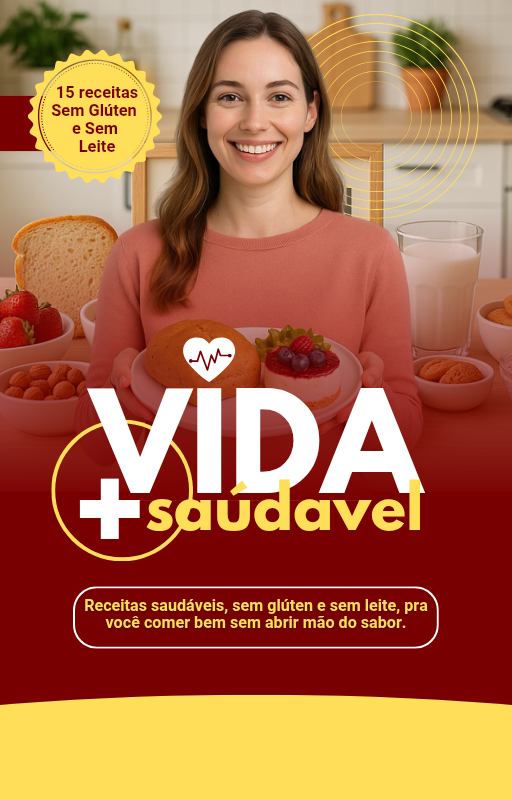 15 receitas
Sem Glúten
e Sem
Leite
VIDA
+saúdavel
Receitas saudáveis, sem glúten e sem leite, pra
você comer bem sem abrir mão do sabor.